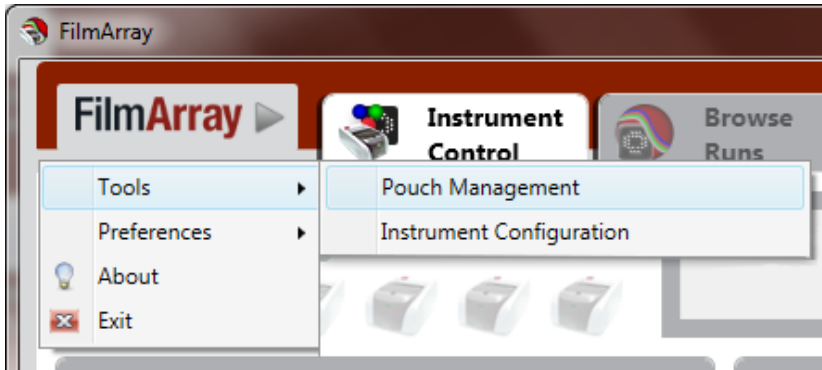 FilmArray
FilmArray
Instrument
Control
Browse
Runs
Tools
Pouch Management
Preferences
Instrument Configuration
About
Exit